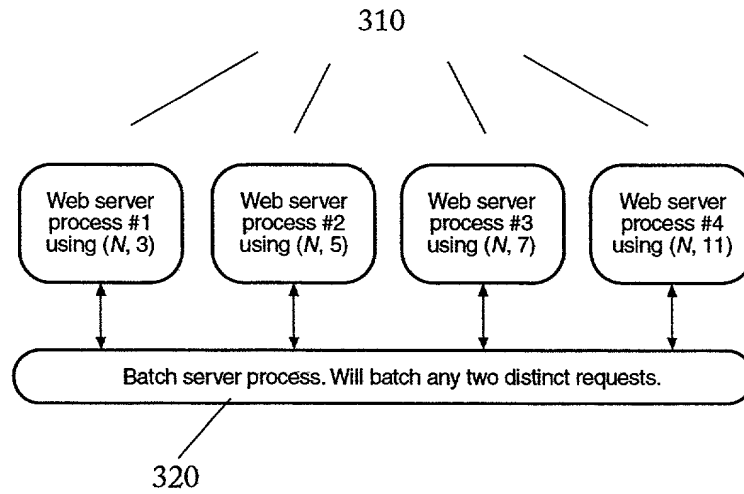 310
Web server
process #1
using (N, 3)
Web server
process #2
using (N, 5)
Web server
process #3
using (N, 7)
Web server
process #4
using (N, 11)
Batch server process. Will batch any two distinct requests.
320